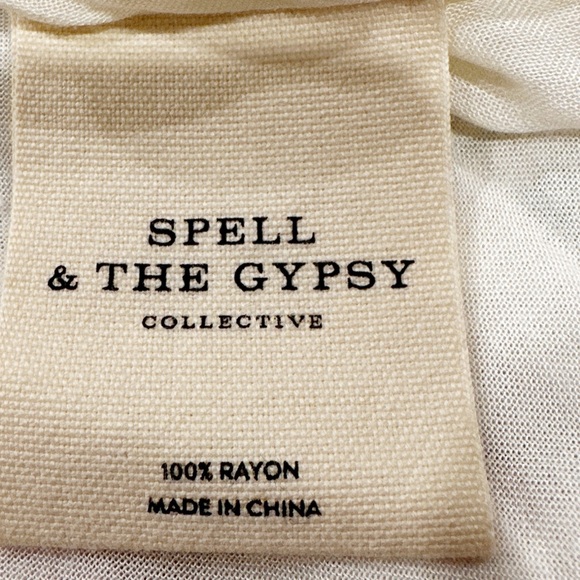 SPELL
& THE GYPSY
COLLECTIVE
100% RAYON
MADE IN CHINA